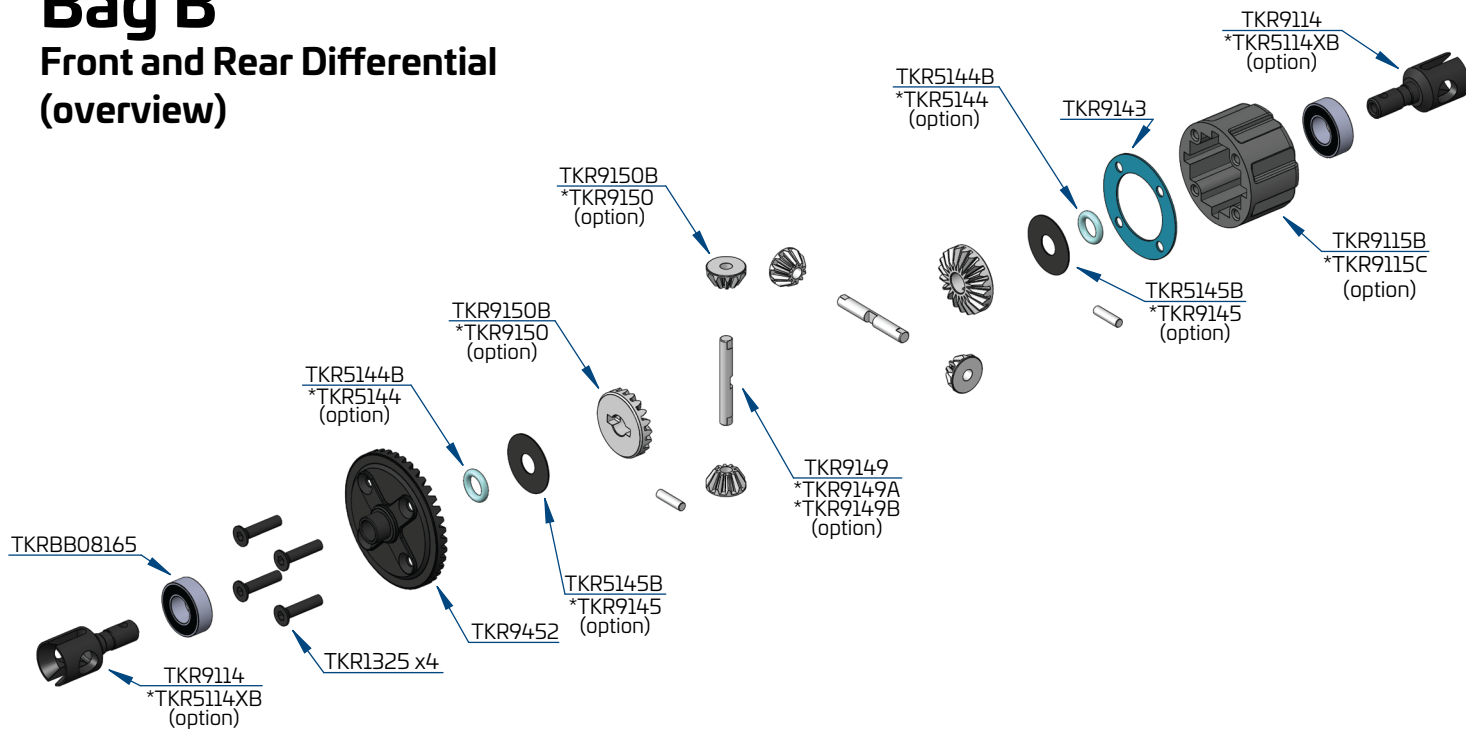 Bag B
Front and Rear Differential
(overview)
TKR9114
*TKR5114XB
(option)
TKR5144B
*TKR5144
(option)
TKR9143
TKR9150B
*TKR9150
(option)
TKR9115B
*TKR9115C
(option)
TKR5145B
*TKR9145
(option)
TKR9150B
*TKR9150
(option)
TKR5144B
*TKR5144
(option)
TKR9149
*TKR9149A
*TKR9149B
(option)
TKRBB08165
TKR5145B
*TKR9145
(option)
TKR9452
TKR1325 x4
TKR9114
*TKR5114XB
(option)